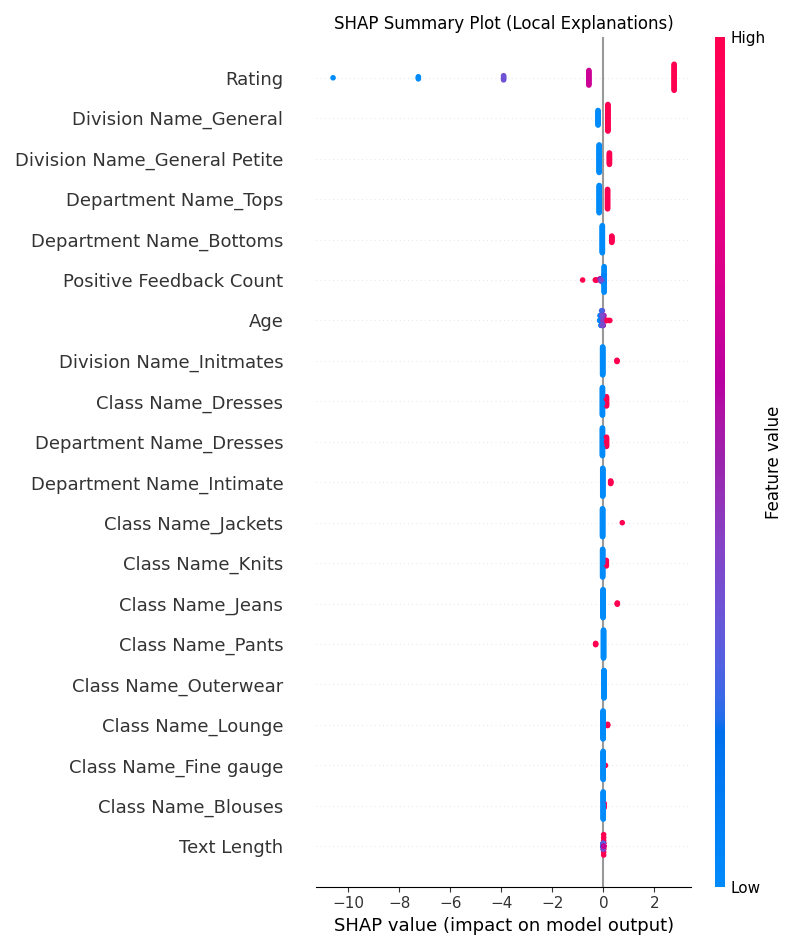 SHAP Summary Plot (Local Explanations)
High
Rating
Division Name_General
Division Name_General Petite
Department Name_Tops
Department Name_Bottoms
Positive Feedback Count
Age
Division Name_Initmates
Class Name_Dresses
Department Name_Dresses
Department Name_Intimate
Class Name_Jackets
Class Name_Knits
Class Name_Jeans
Class Name_Pants
Class Name_Outerwear
Class Name_Lounge
Class Name_Fine gauge
Class Name_Blouses
Text Length
Feature value
Low
−10 −8 −6 −4 −2 0 2
SHAP value (impact on model output)